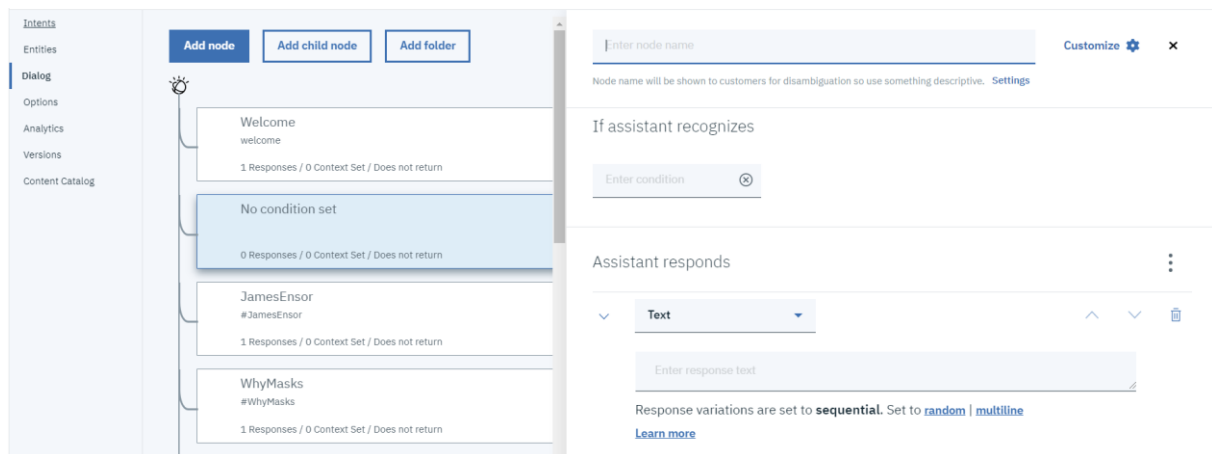 Intents
Entities
Dialog
Options
Analytics
Versions
Content Catalog
Add node
Add child node
Add folder
Welcome
welcome
1 Responses / 0 Context Set / Does not return
No condition set
0 Responses / 0 Context Set / Does not return
JamesEnsor
#JamesEnsor
1 Responses / 0 Context Set / Does not return
WhyMasks
#WhyMasks
1 Responses / 0 Context Set / Does not return
Enter node name
Customize
Node name will be shown to customers for disambiguation so use something descriptive. Settings
If assistant recognizes
Enter condition
Assistant responds
Text
Enter response text
Response variations are set to sequential. Set to random | multiline
Learn more